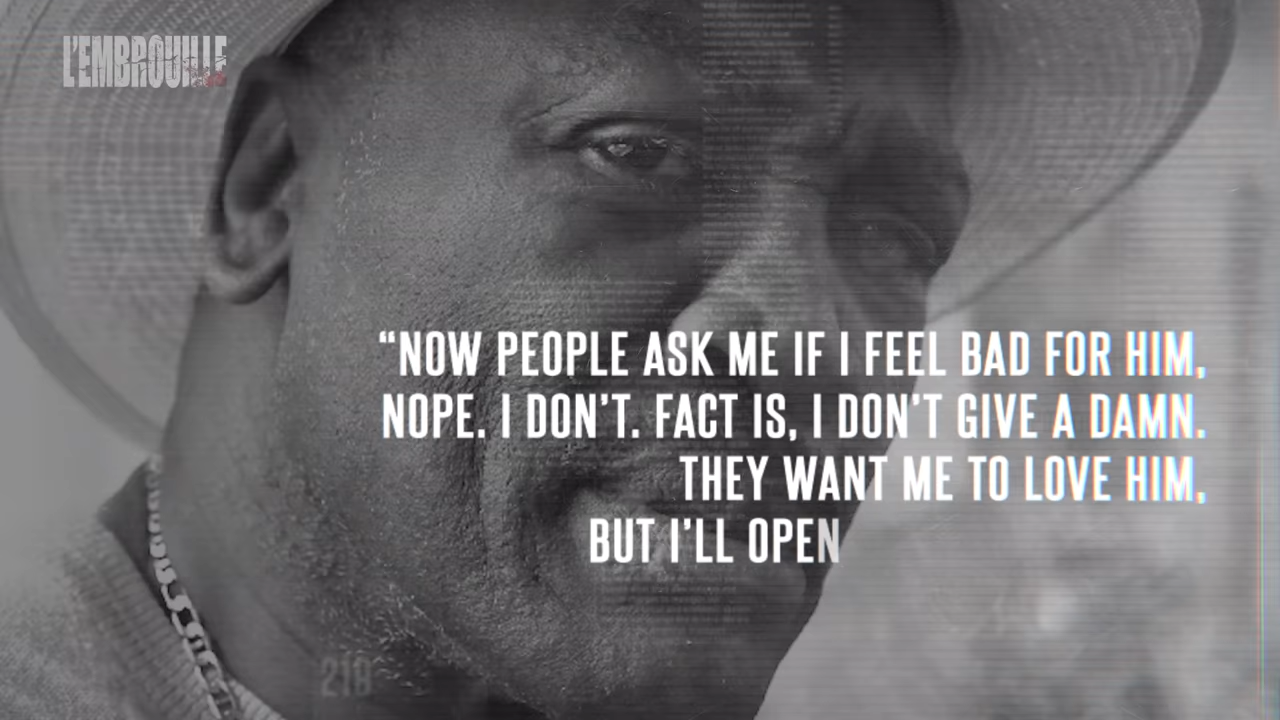 L'EMBROUILLE
“NOW PEOPLE ASK ME IF I FEEL BAD FOR HIM,
NOPE. I DON’T. FACT IS, I DON’T GIVE A DAMN.
THEY WANT ME TO LOVE HIM,
BUT I’LL OPEN
219